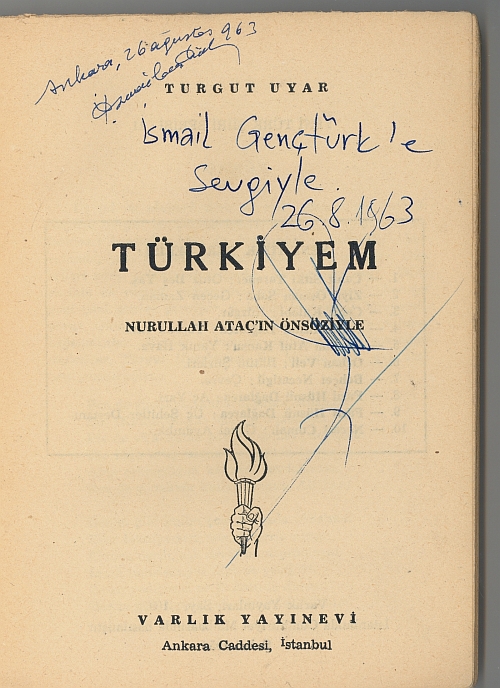 Ankara, 26 ağustos 963
TURGUT UYAR
İsmail Gençtürk'e
Sevgiyle.
26.8.1963
TÜRKİYEM
NURULLAH ATAÇ'IN ÖNSÖZİYLE
VARLIK YAYINEVİ
Ankara Caddesi, İstanbul